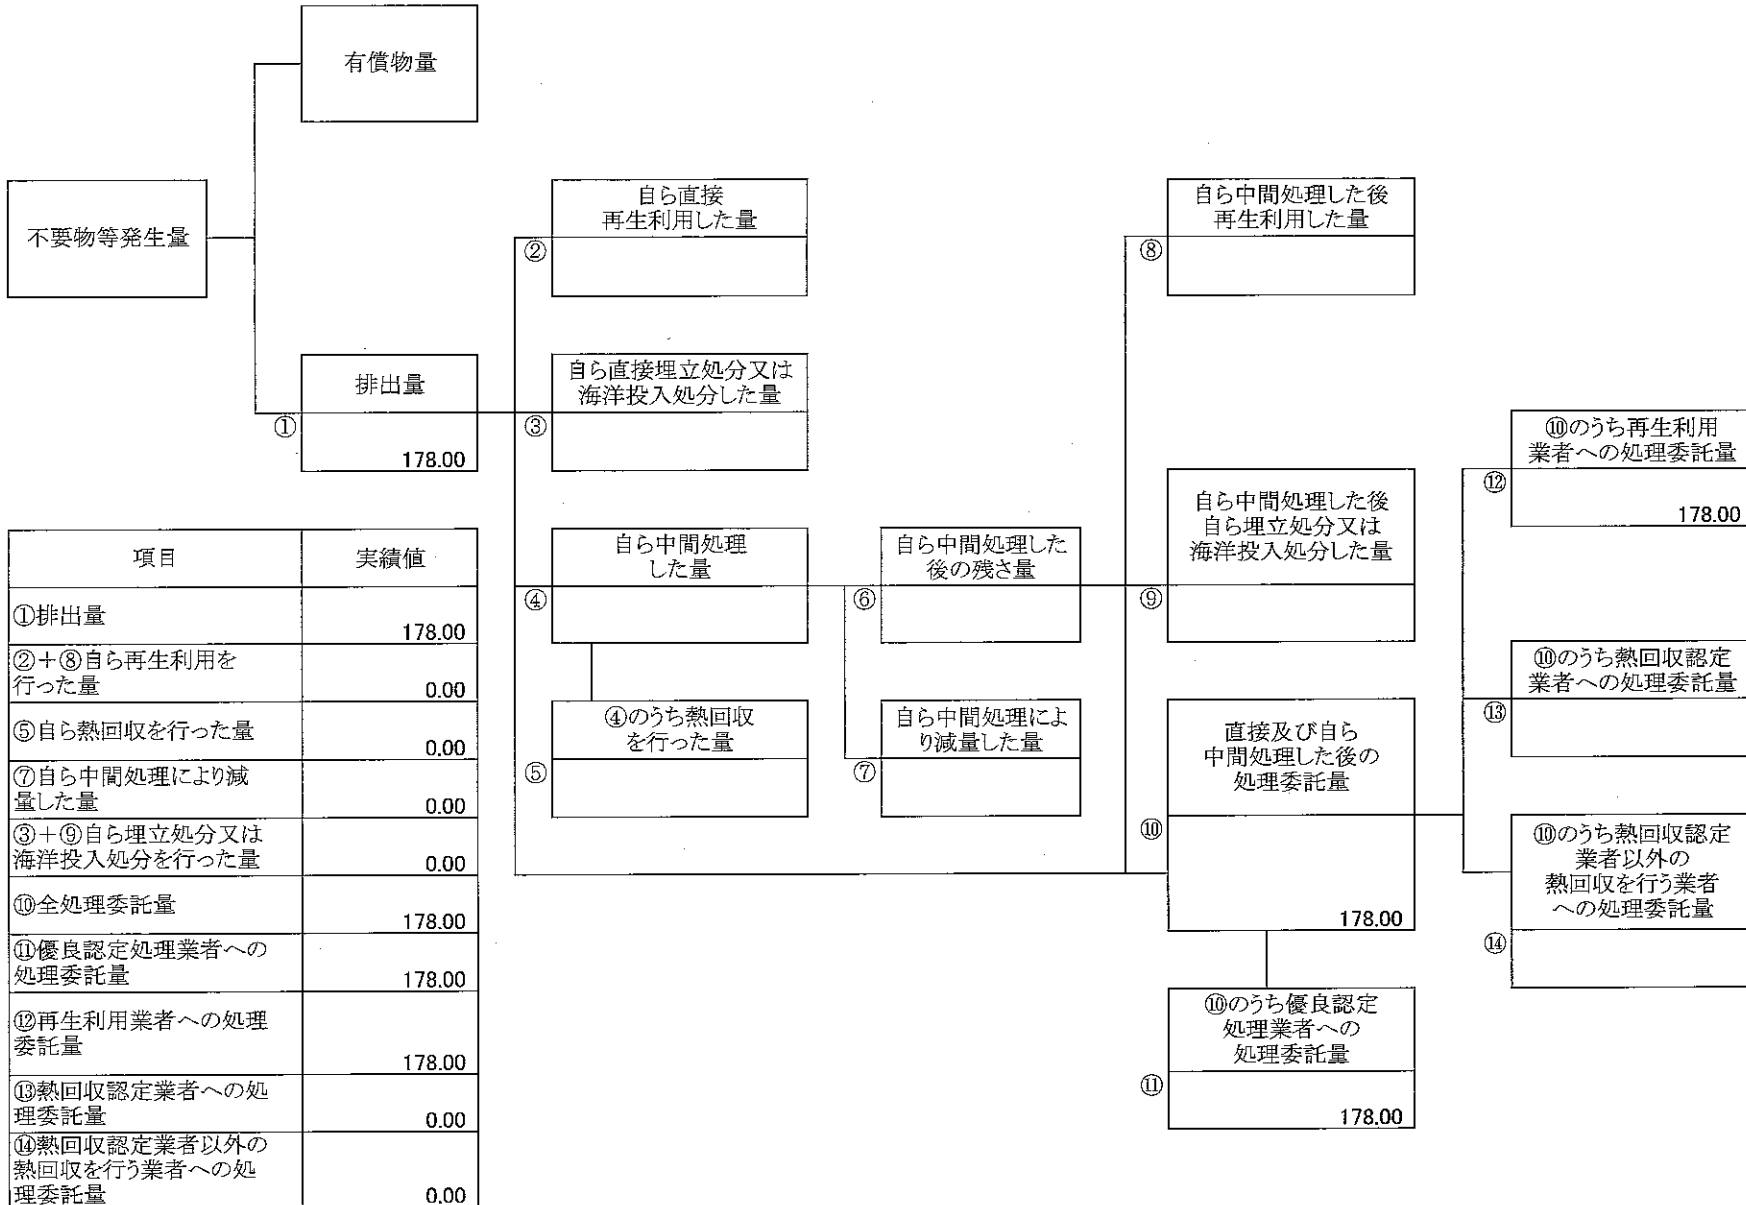 有償物量
不要物等発生量
自ら直接
再生利用した量
②
自ら中間処理した後
再生利用した量
⑧
排出量
①
178.00
自ら直接埋立処分又は
海洋投入処分した量
③
⑩のうち再生利用
業者への処理委託量
⑫
178.00
自ら中間処理
した量
④
自ら中間処理した
後の残さ量
⑥
自ら中間処理した後
自ら埋立処分又は
海洋投入処分した量
⑨
④のうち熱回収
を行った量
⑤
自ら中間処理によ
り減量した量
⑦
直接及び自ら
中間処理した後の
処理委託量
⑩
178.00
⑩のうち熱回収認定
業者への処理委託量
⑬
⑩のうち熱回収認定
業者以外の
熱回収を行う業者
への処理委託量
⑭
⑩のうち優良認定
処理業者への
処理委託量
⑪
178.00
項目 実績値
①排出量
178.00
②+⑧自ら再生利用を
行った量 0.00
⑤自ら熱回収を行った量
0.00
⑦自ら中間処理により減
量した量 0.00
③+⑨自ら埋立処分又は
海洋投入処分を行った量 0.00
⑩全処理委託量
178.00
⑪優良認定処理業者への
処理委託量 178.00
⑫再生利用業者への処理
委託量
178.00
⑬熱回収認定業者への処
理委託量 0.00
⑭熱回収認定業者以外の
熱回収を行う業者への処
理委託量 0.00